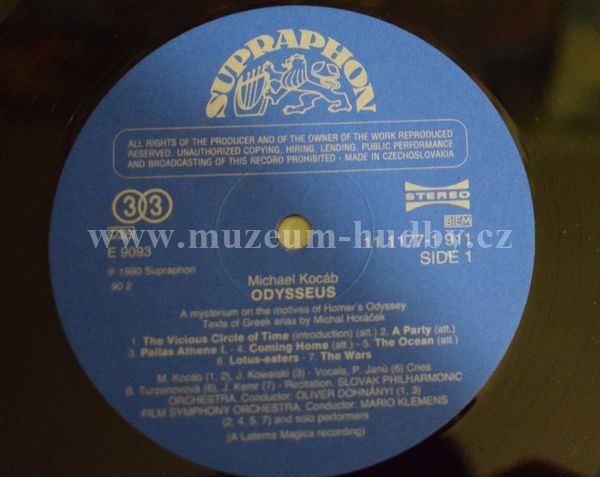 SUPRAPHON
ALL RIGHTS OF THE PRODUCER AND OF THE OWNER OF THE WORK REPRODUCED
RESERVED. UNAUTHORIZED COPYING, HIRING, LENDING, PUBLIC PERFORMANCE
AND BROADCASTING OF THIS RECORD PROHIBITED - MADE IN CZECHOSLOVAKIA
33
STEREO
BIEM
E 9093
11 1177-1 911
SIDE 1
℗ 1990 Supraphon
90 2
www.muzeum-hudby.cz
Michael Kocáb
ODYSSEUS
A mysterium on the motives of Homer's Odyssey
Texts of Greek arias by Michal Horáček
1. The Vicious Circle of Time (introduction) (att.) 2. A Party (att.)
3. Pallas Athene I. - 4. Coming Home (att.) - 5. The Ocean (att.)
6. Lotus-eaters - 7. The Wars
M. Kocáb (1, 2), J. Kowalski (3) - Vocals, P. Janů (6) Cries
B. Turzonovová (6), J. Kemr (7) - Recitation. SLOVAK PHILHARMONIC
ORCHESTRA. Conductor: OLIVER DOHNÁNYI (1, 3)
FILM SYMPHONY ORCHESTRA. Conductor: MARIO KLEMENS
(2, 4, 5, 7) and solo performers
(A Laterna Magica recording)